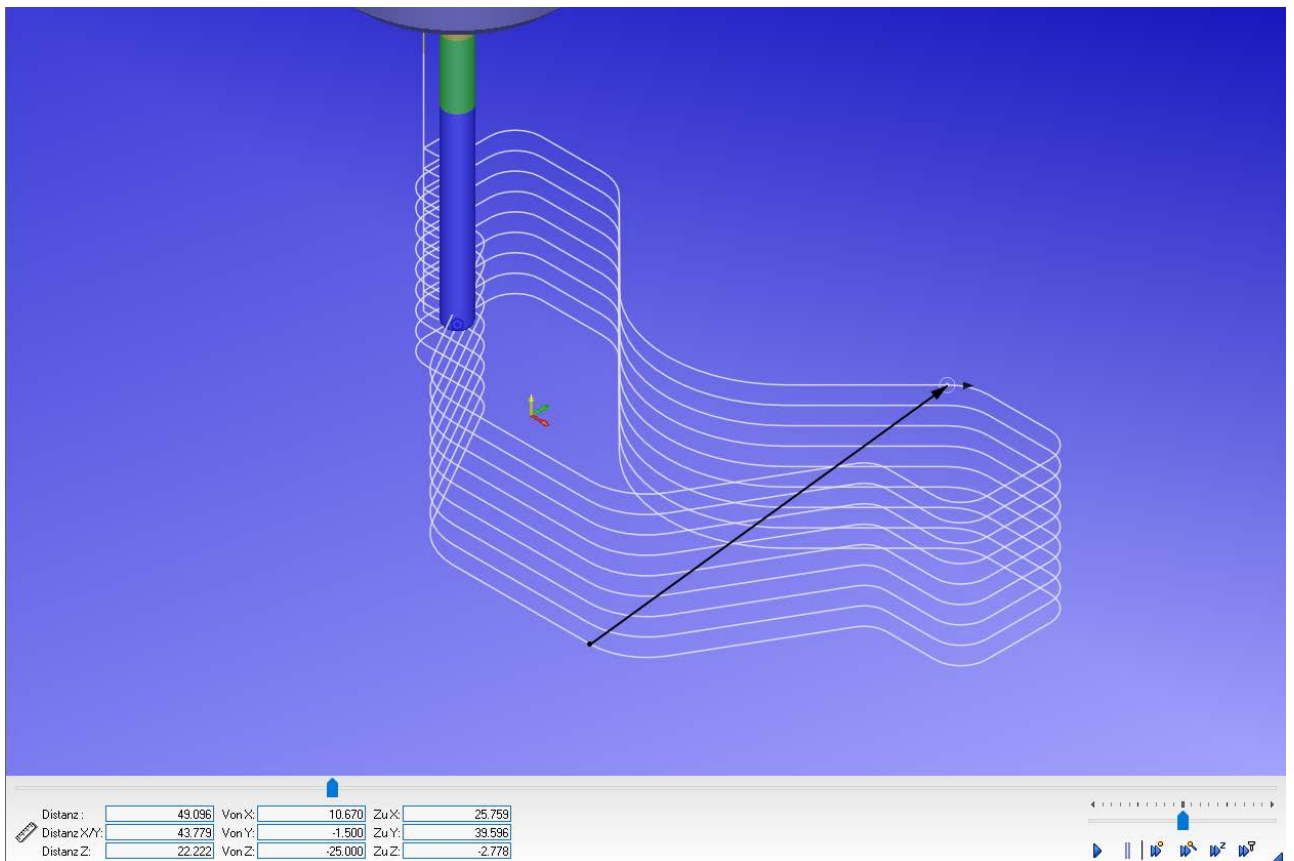 Distanz : 49.096 Von X: 10.670 Zu X: 25.759
Distanz X/Y: 43.779 Von Y: -1.500 Zu Y: 39.596
Distanz Z: 22.222 Von Z: -25.000 Zu Z: -2.778